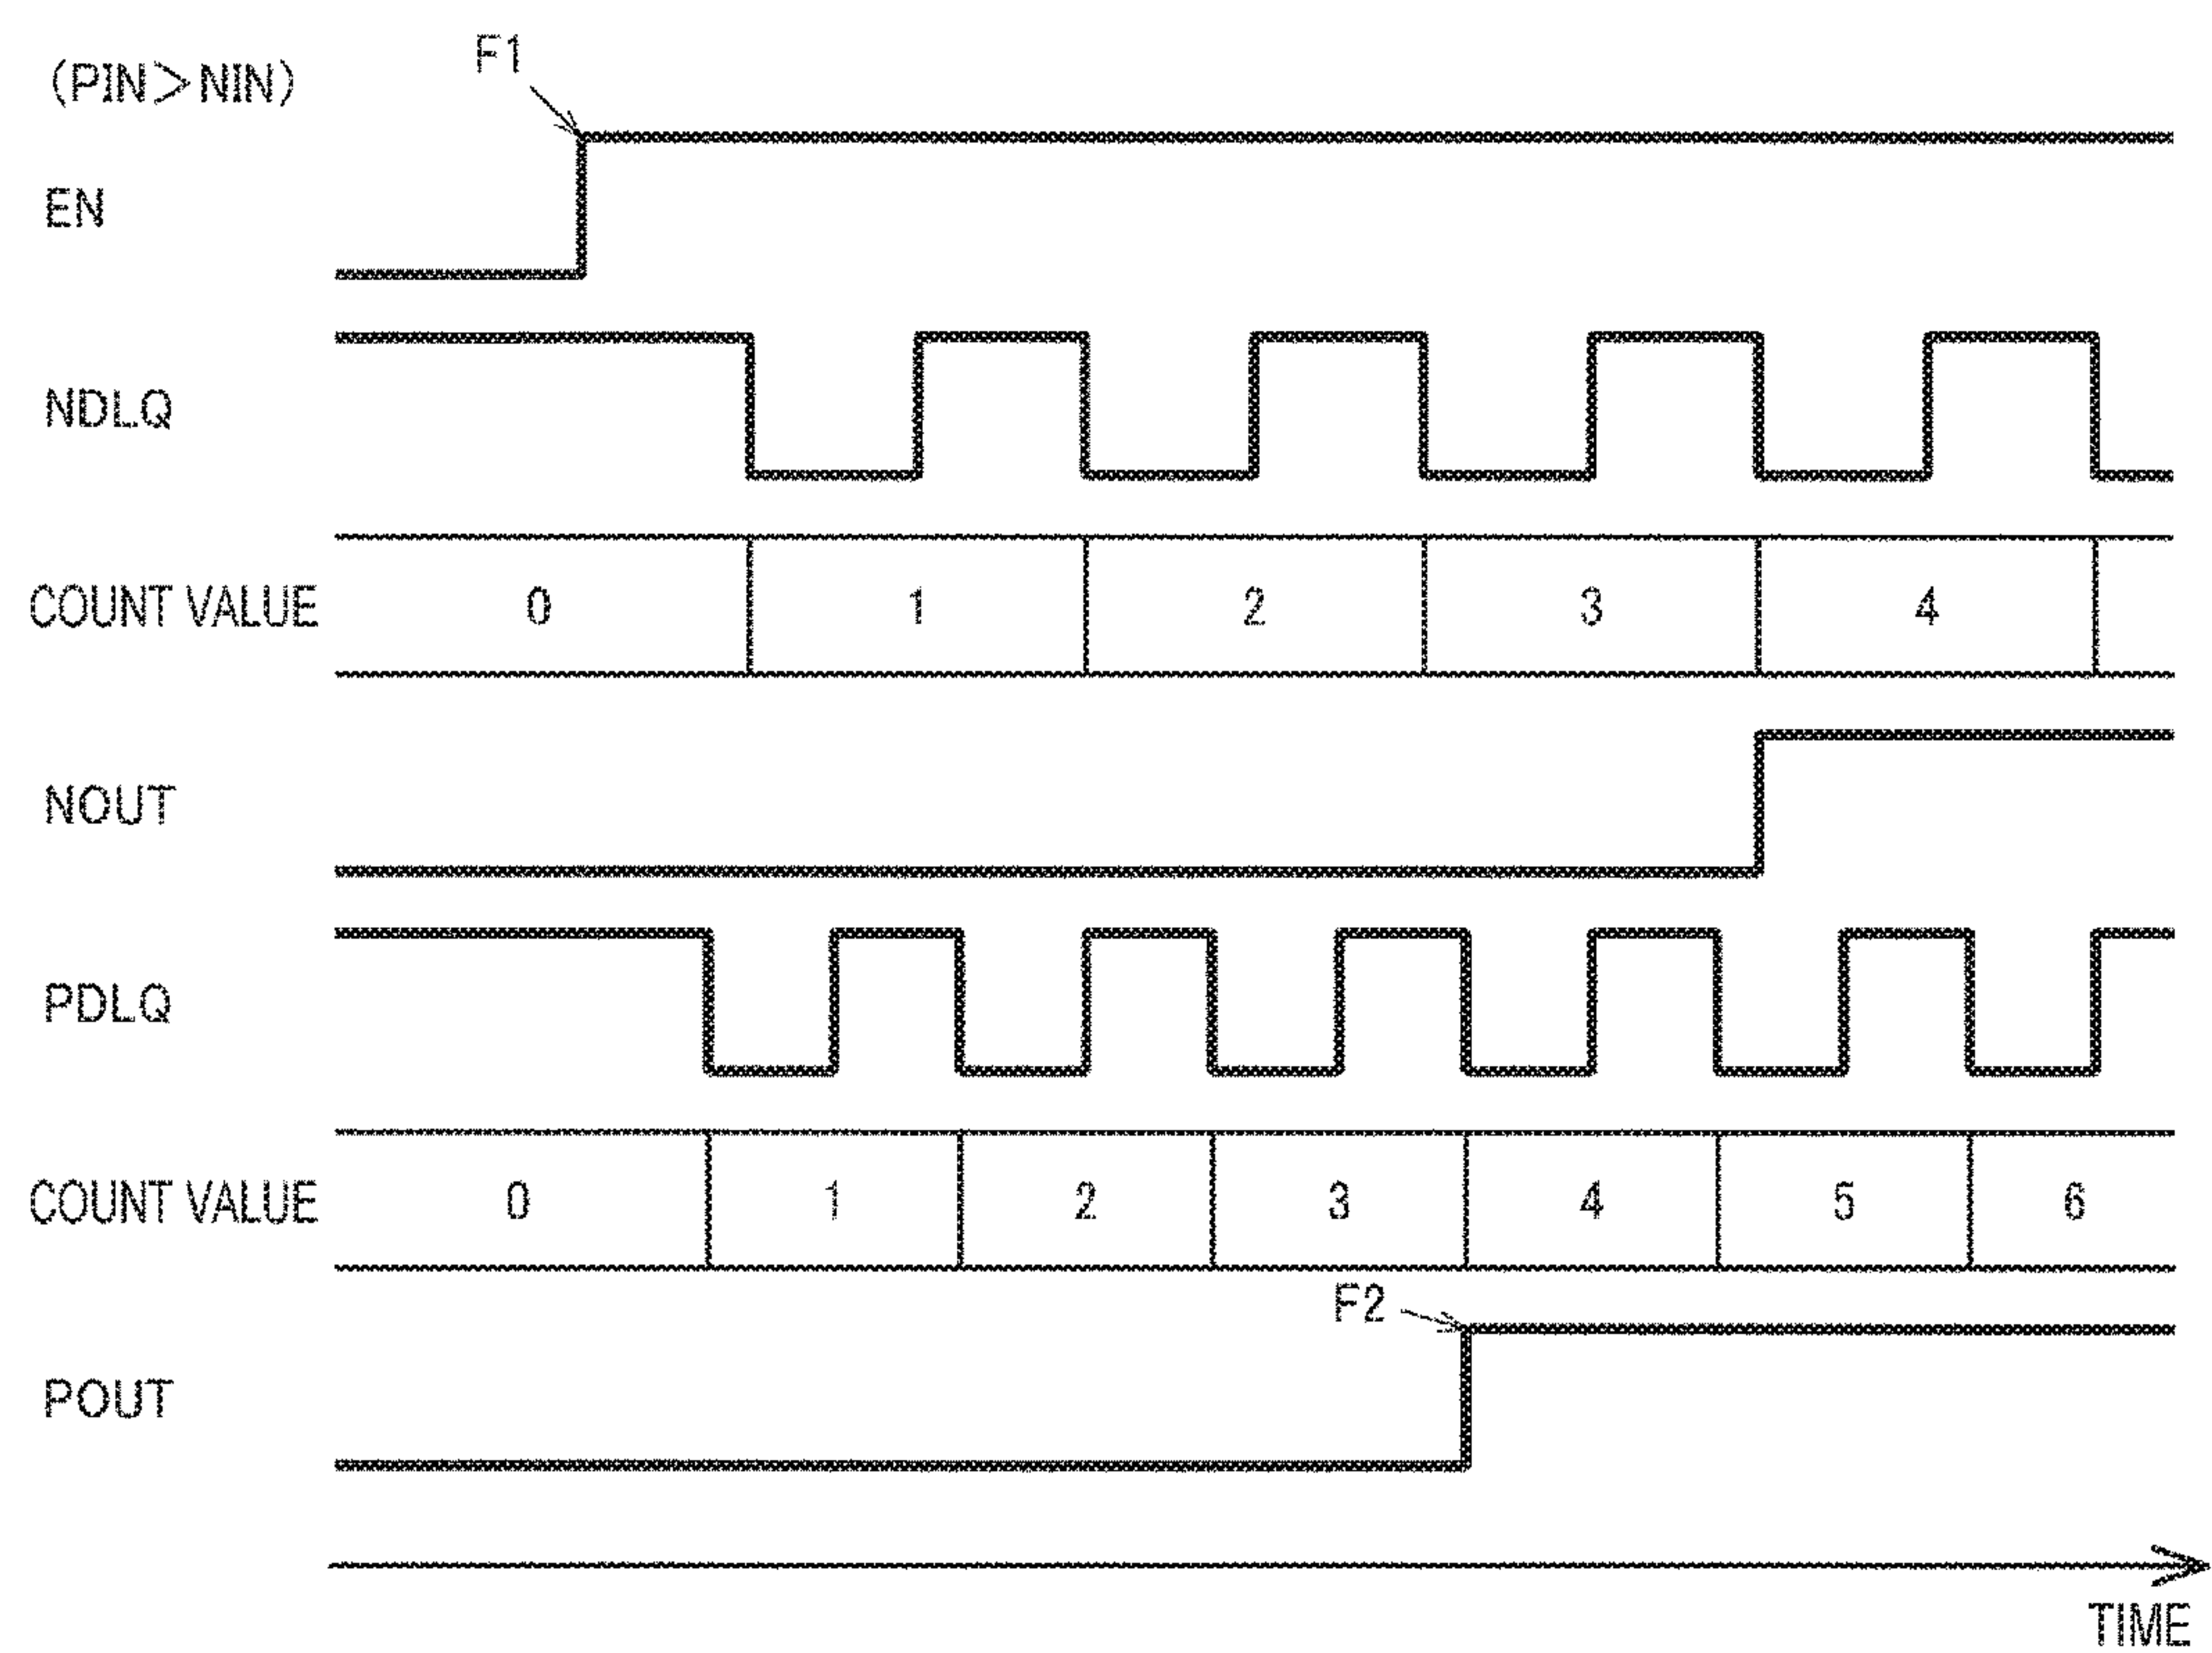 F1
(PIN>NIN)
EN
NDLQ
COUNT VALUE 0 1 2 3 4
NOUT
PDLQ
COUNT VALUE 0 1 2 3 4 5 6
F2
POUT
TIME